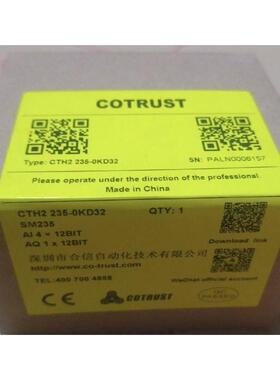 COTRUST
Type: CTH2 235-0KD32
SN: PALN0006157
Please operate under the direction of the professional.
Made in China
CTH2 235-0KD32 QTY: 1
SM235
AI 4 × 12BIT
AQ 1 x 12BIT
Download link
深圳市合信自动化技术有限公司
http://www.co-trust.com
WeChat official account
TEL:400 700 4858
COTRUST
QC PASSED